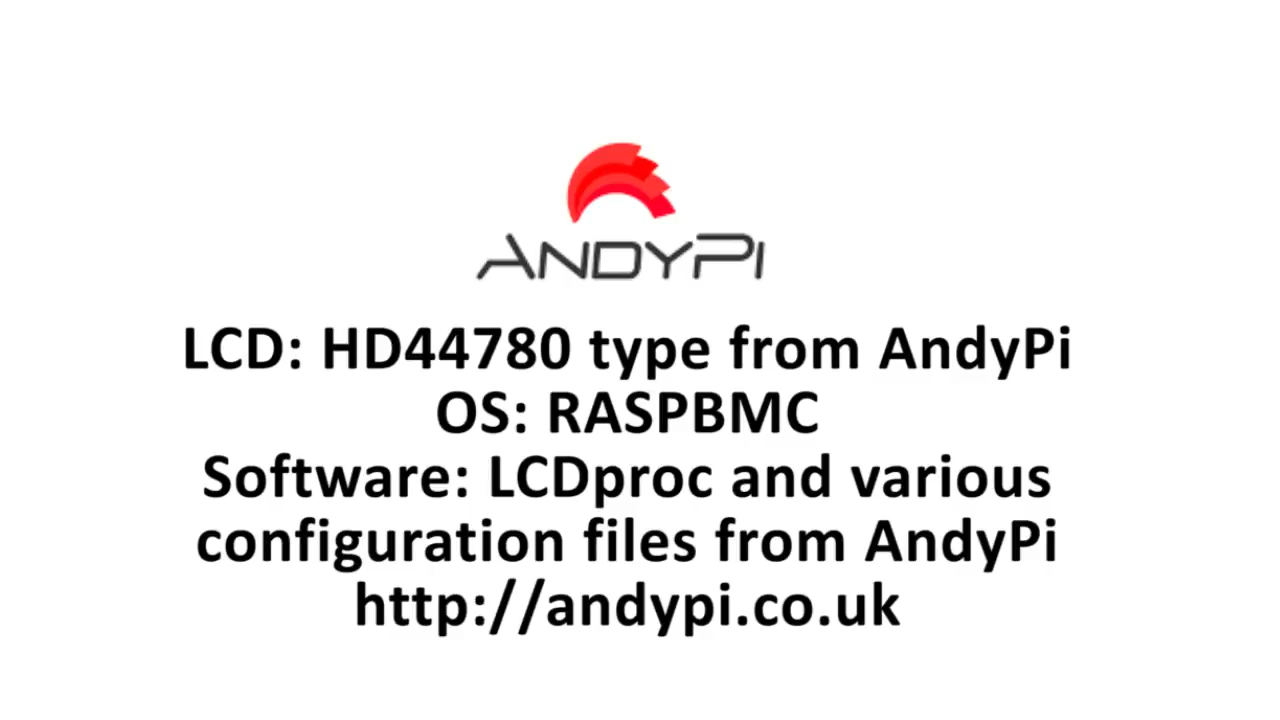 ANDYPI
LCD: HD44780 type from AndyPi
OS: RASPBMC
Software: LCDproc and various
configuration files from AndyPi
http://andypi.co.uk